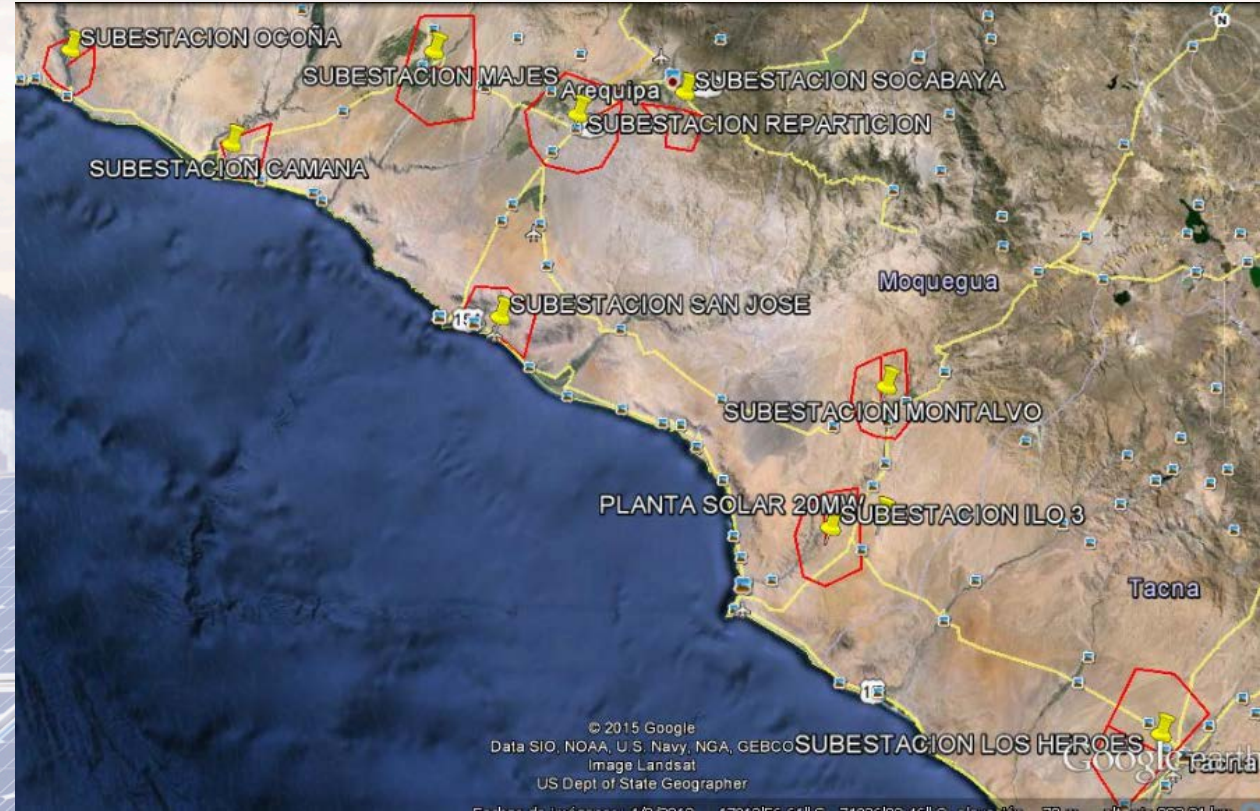 N
SUBESTACION OCOÑA
SUBESTACION MAJES
SUBESTACION SOCABAYA
Arequipa
SUBESTACION REPARTICION
SUBESTACION CAMANA
Moquegua
SUBESTACION SAN JOSE
SUBESTACION MONTALVO
PLANTA SOLAR 20MW
SUBESTACION ILO 3
Tacna
© 2015 Google
Data SIO, NOAA, U.S. Navy, NGA, GEBCO
SUBESTACION LOS HEROES
Image Landsat
Google earth
Tacna
US Dept of State Geographer